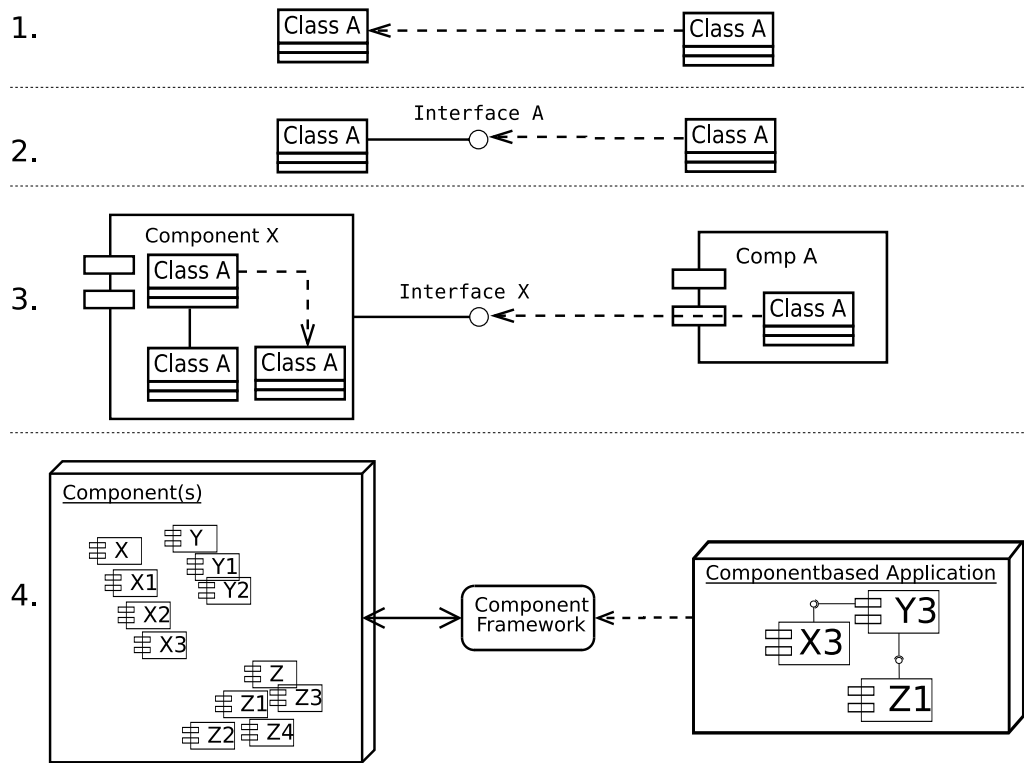 1.
Class A
Class A
2.
Class A
Interface A
Class A
3.
Component X
Class A
Class A
Class A
Interface X
Comp A
Class A
4.
Component(s)
X
X1
X2
X3
Y
Y1
Y2
Z
Z1
Z3
Z2
Z4
Component
Framework
Componentbased Application
X3
Y3
Z1